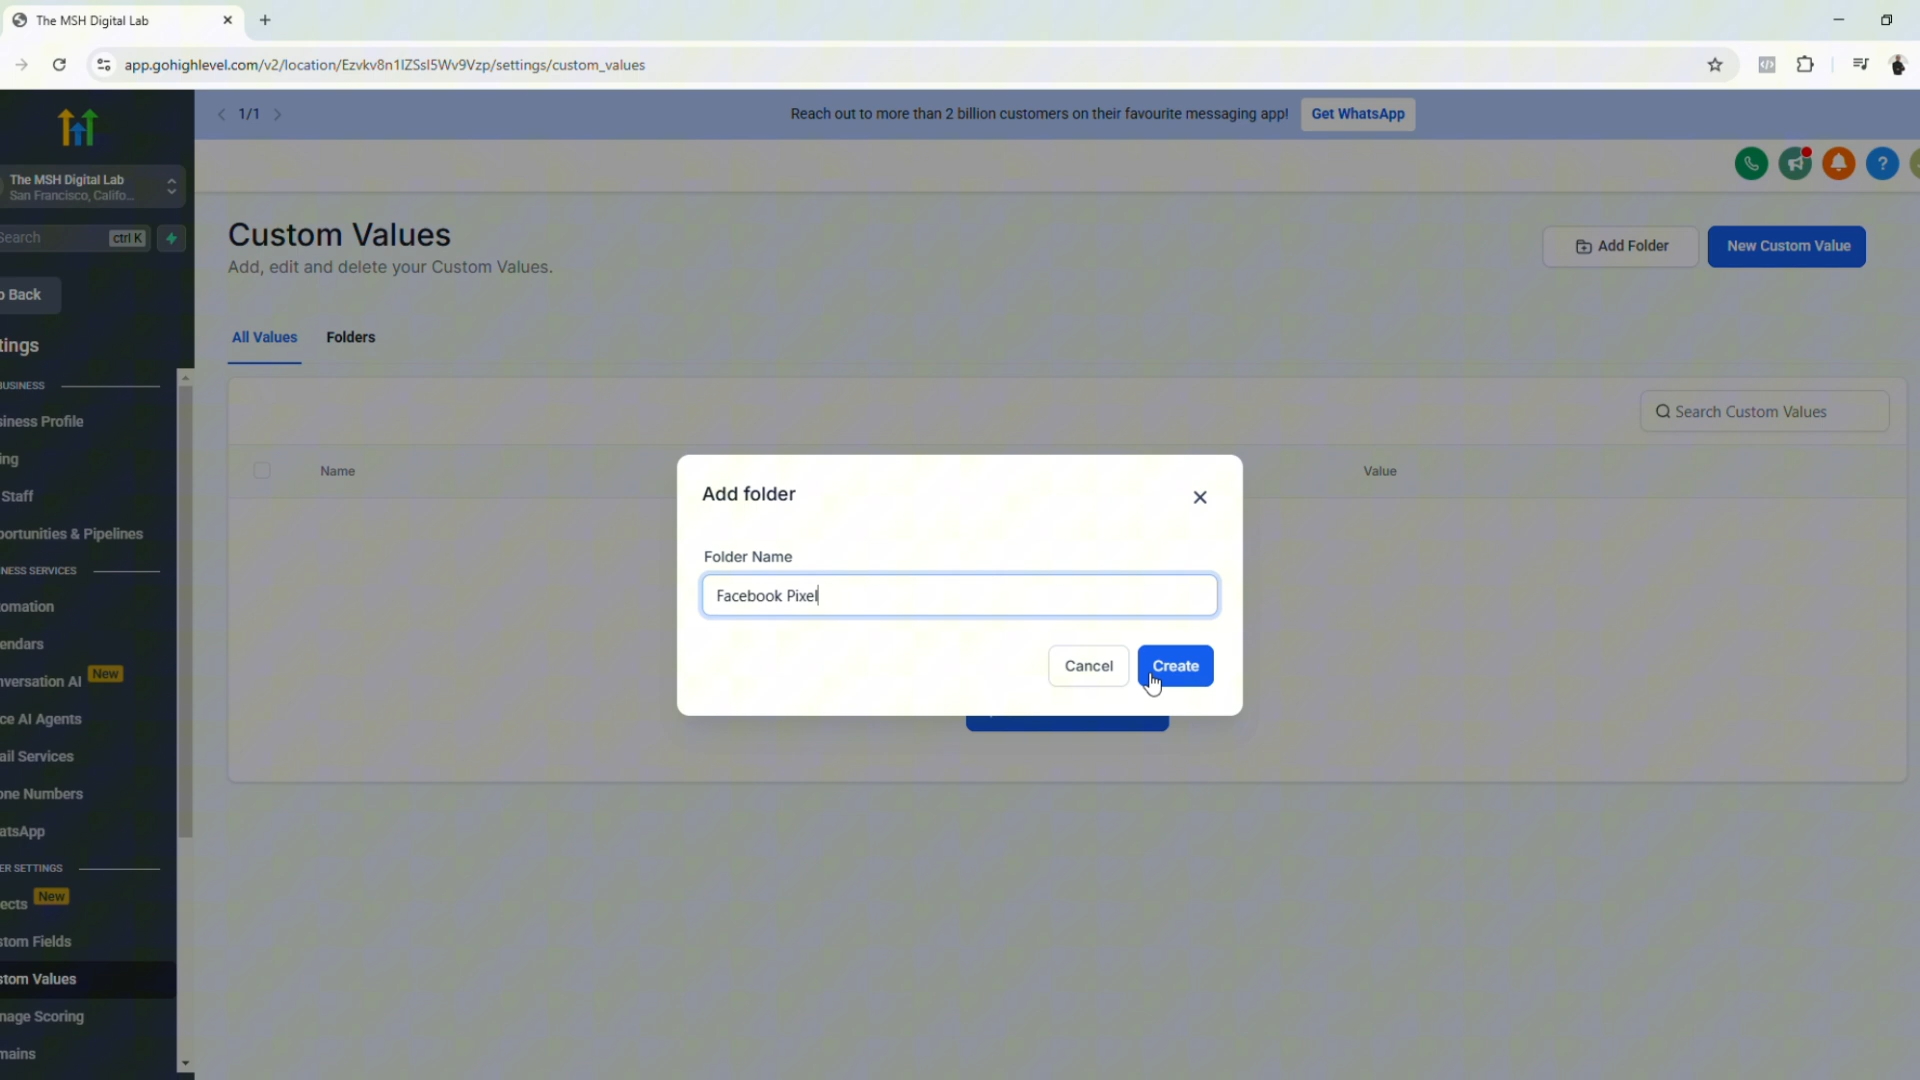 The MSH Digital Lab
app.gohighlevel.com/v2/location/Ezvkv8n1IZSsI5Wv9Vzp/settings/custom_values
1/1
Reach out to more than 2 billion customers on their favourite messaging app!
Get WhatsApp
The MSH Digital Lab
San Francisco, Califo...
Search
ctrl K
o Back
tings
Custom Values
Add, edit and delete your Custom Values.
Add Folder
New Custom Value
All Values
Folders
Search Custom Values
Name
Value
Add folder
Folder Name
Facebook Pixel
Cancel
Create
BUSINESS
siness Profile
ing
Staff
portunities & Pipelines
NESS SERVICES
omation
endars
nversation AI New
ce AI Agents
ail Services
one Numbers
atsApp
ER SETTINGS
ects New
stom Fields
stom Values
nage Scoring
mains